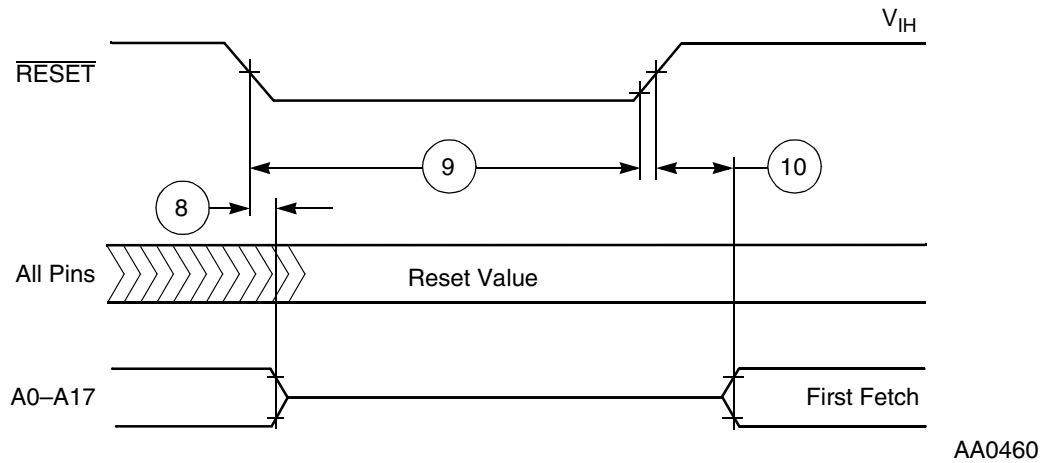 V_IH
RESET
9
10
8
All Pins
Reset Value
A0–A17
First Fetch
AA0460